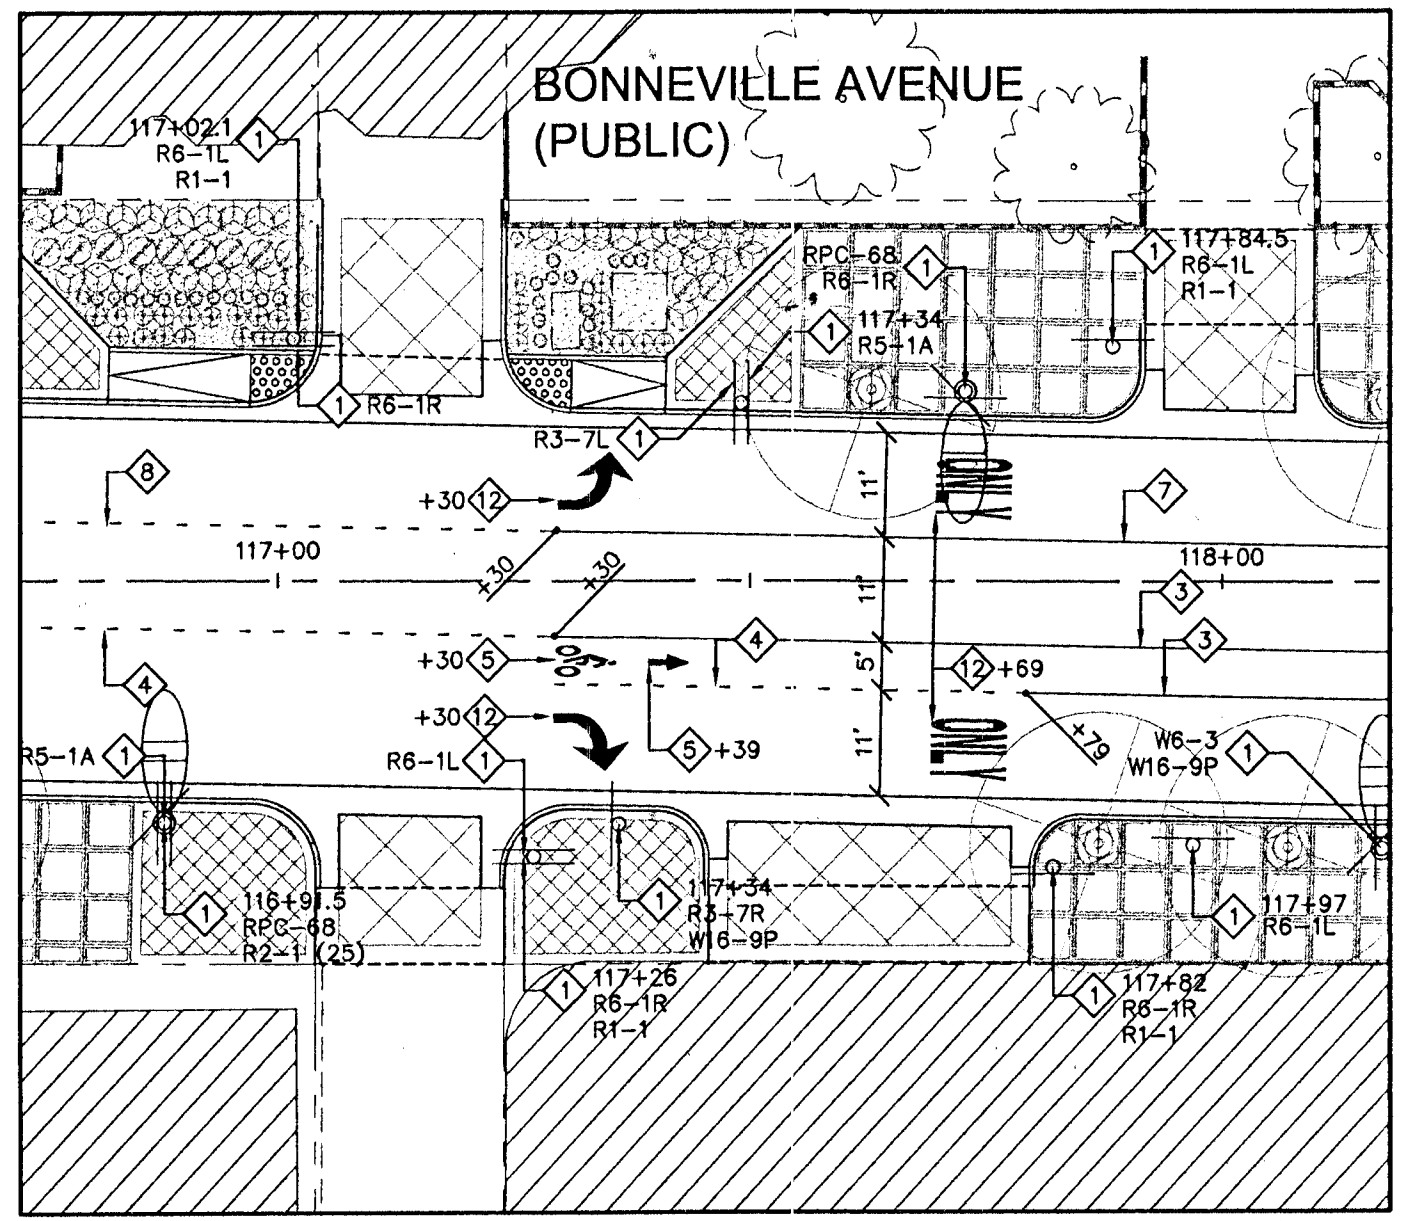 BONNEVILLE AVENUE
(PUBLIC)
117+02.1
R6-1L
R1-1
1
1
R6-1R
RPC-68
R6-1R
1
1
117+34
R5-1A
1
117+84.5
R6-1L
R1-1
R3-7L
1
8
+30
12
11'
ONLY
7
117+00
118+00
+30
+30
11'
3
3
4
+30
5
5'
12
+69
4
+30
12
5
+39
11'
ONLY
+79
W6-3
W16-9P
1
R5-1A
1
R6-1L
1
1
116+91.5
RPC-68
R2-1 (25)
1
117+34
R3-7R
W16-9P
1
117+97
R6-1L
1
117+26
R6-1R
R1-1
1
117+82
R6-1R
R1-1